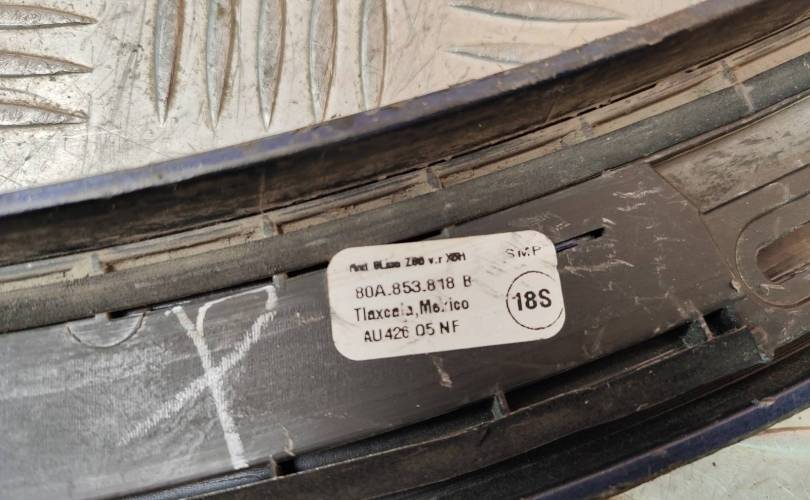 SMP
80A.853.818 B
Tlaxcala,Mexico
18S
AU426 05 NF